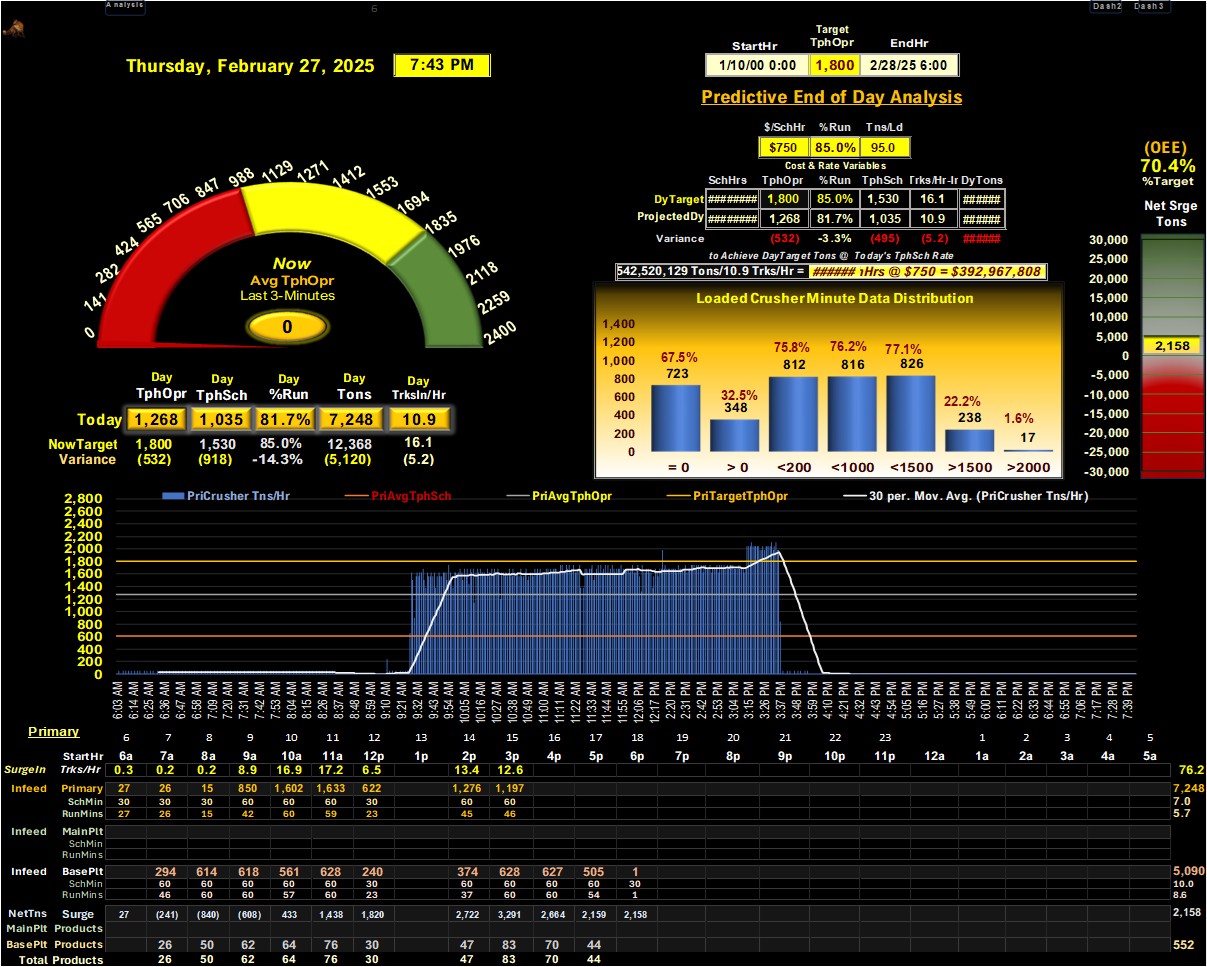 Analysis
6
Dash2 Dash3
Thursday, February 27, 2025 7:43 PM
StartHr Target TphOpr EndHr
1/10/00 0:00 1,800 2/28/25 6:00
Predictive End of Day Analysis
$/SchHr %Run Tns/Ld
$750 85.0% 95.0
Cost & Rate Variables
SchHrs TphOpr %Run TphSch Trks/Hr-Ir DyTons
DyTarget ######## 1,800 85.0% 1,530 16.1 ######
ProjectedDy ######## 1,268 81.7% 1,035 10.9 ######
Variance (532) -3.3% (495) (5.2) ######
to Achieve DayTarget Tons @ Today's TphSch Rate
542,520,129 Tons/10.9 Trks/Hr = ###### ıHrs @ $750 = $392,967,808
(OEE)
70.4%
%Target
Net Srge
Tons
30,000
25,000
20,000
15,000
10,000
5,000
2,158
0
-5,000
-10,000
-15,000
-20,000
-25,000
-30,000
0 141 282 424 565 706 847 988 1129 1271 1412 1553 1694 1835 1976 2118 2259 2400
Now
Avg TphOpr
Last 3-Minutes
0
Day Day Day Day Day
TphOpr TphSch %Run Tons TrksIn/Hr
Today 1,268 1,035 81.7% 7,248 10.9
NowTarget 1,800 1,530 85.0% 12,368 16.1
Variance (532) (918) -14.3% (5,120) (5.2)
Loaded Crusher Minute Data Distribution
1,400
1,200
1,000
800
600
400
200
0
67.5% 32.5% 75.8% 76.2% 77.1% 22.2% 1.6%
723 348 812 816 826 238 17
= 0 > 0 <200 <1000 <1500 >1500 >2000
PriCrusher Tns/Hr PriAvgTphSch PriAvgTphOpr PriTargetTphOpr 30 per. Mov. Avg. (PriCrusher Tns/Hr)
2,800
2,600
2,400
2,200
2,000
1,800
1,600
1,400
1,200
1,000
800
600
400
200
0
6:03 AM 6:14 AM 6:25 AM 6:36 AM 6:47 AM 6:58 AM 7:09 AM 7:20 AM 7:31 AM 7:42 AM 7:53 AM 8:04 AM 8:15 AM 8:26 AM 8:37 AM 8:48 AM 8:59 AM 9:10 AM 9:21 AM 9:32 AM 9:43 AM 9:54 AM 10:05 AM 10:16 AM 10:27 AM 10:38 AM 10:49 AM 11:00 AM 11:11 AM 11:22 AM 11:33 AM 11:44 AM 11:55 AM 12:06 PM 12:17 PM 2:20 PM 2:31 PM 2:42 PM 2:53 PM 3:04 PM 3:15 PM 3:26 PM 3:37 PM 3:48 PM 3:59 PM 4:10 PM 4:21 PM 4:32 PM 4:43 PM 4:54 PM 5:05 PM 5:16 PM 5:27 PM 5:38 PM 5:49 PM 6:00 PM 6:11 PM 6:22 PM 6:33 PM 6:44 PM 6:55 PM 7:06 PM 7:17 PM 7:28 PM 7:39 PM
Primary
6 7 8 9 10 11 12 13 14 15 16 17 18 19 20 21 22 23 1 2 3 4 5
StartHr 6a 7a 8a 9a 10a 11a 12p 1p 2p 3p 4p 5p 6p 7p 8p 9p 10p 11p 12a 1a 2a 3a 4a 5a
SurgeIn Trks/Hr 0.3 0.2 0.2 8.9 16.9 17.2 6.5 13.4 12.6 76.2
Infeed Primary 27 26 15 850 1,602 1,633 622 1,276 1,197 7,248
SchMin 30 30 30 60 60 60 30 60 60 7.0
RunMins 27 26 15 42 60 59 23 45 46 5.7
Infeed MainPlt
SchMin
RunMins
Infeed BasePlt 294 614 618 561 628 240 374 628 627 505 1 5,090
SchMin 60 60 60 60 60 30 60 60 60 60 30 10.0
RunMins 46 60 60 57 60 23 37 60 60 54 1 8.6
NetTns Surge 27 (241) (840) (608) 433 1,438 1,820 2,722 3,291 2,664 2,159 2,158 2,158
MainPlt Products
BasePlt Products 26 50 62 64 76 30 47 83 70 44 552
Total Products 26 50 62 64 76 30 47 83 70 44